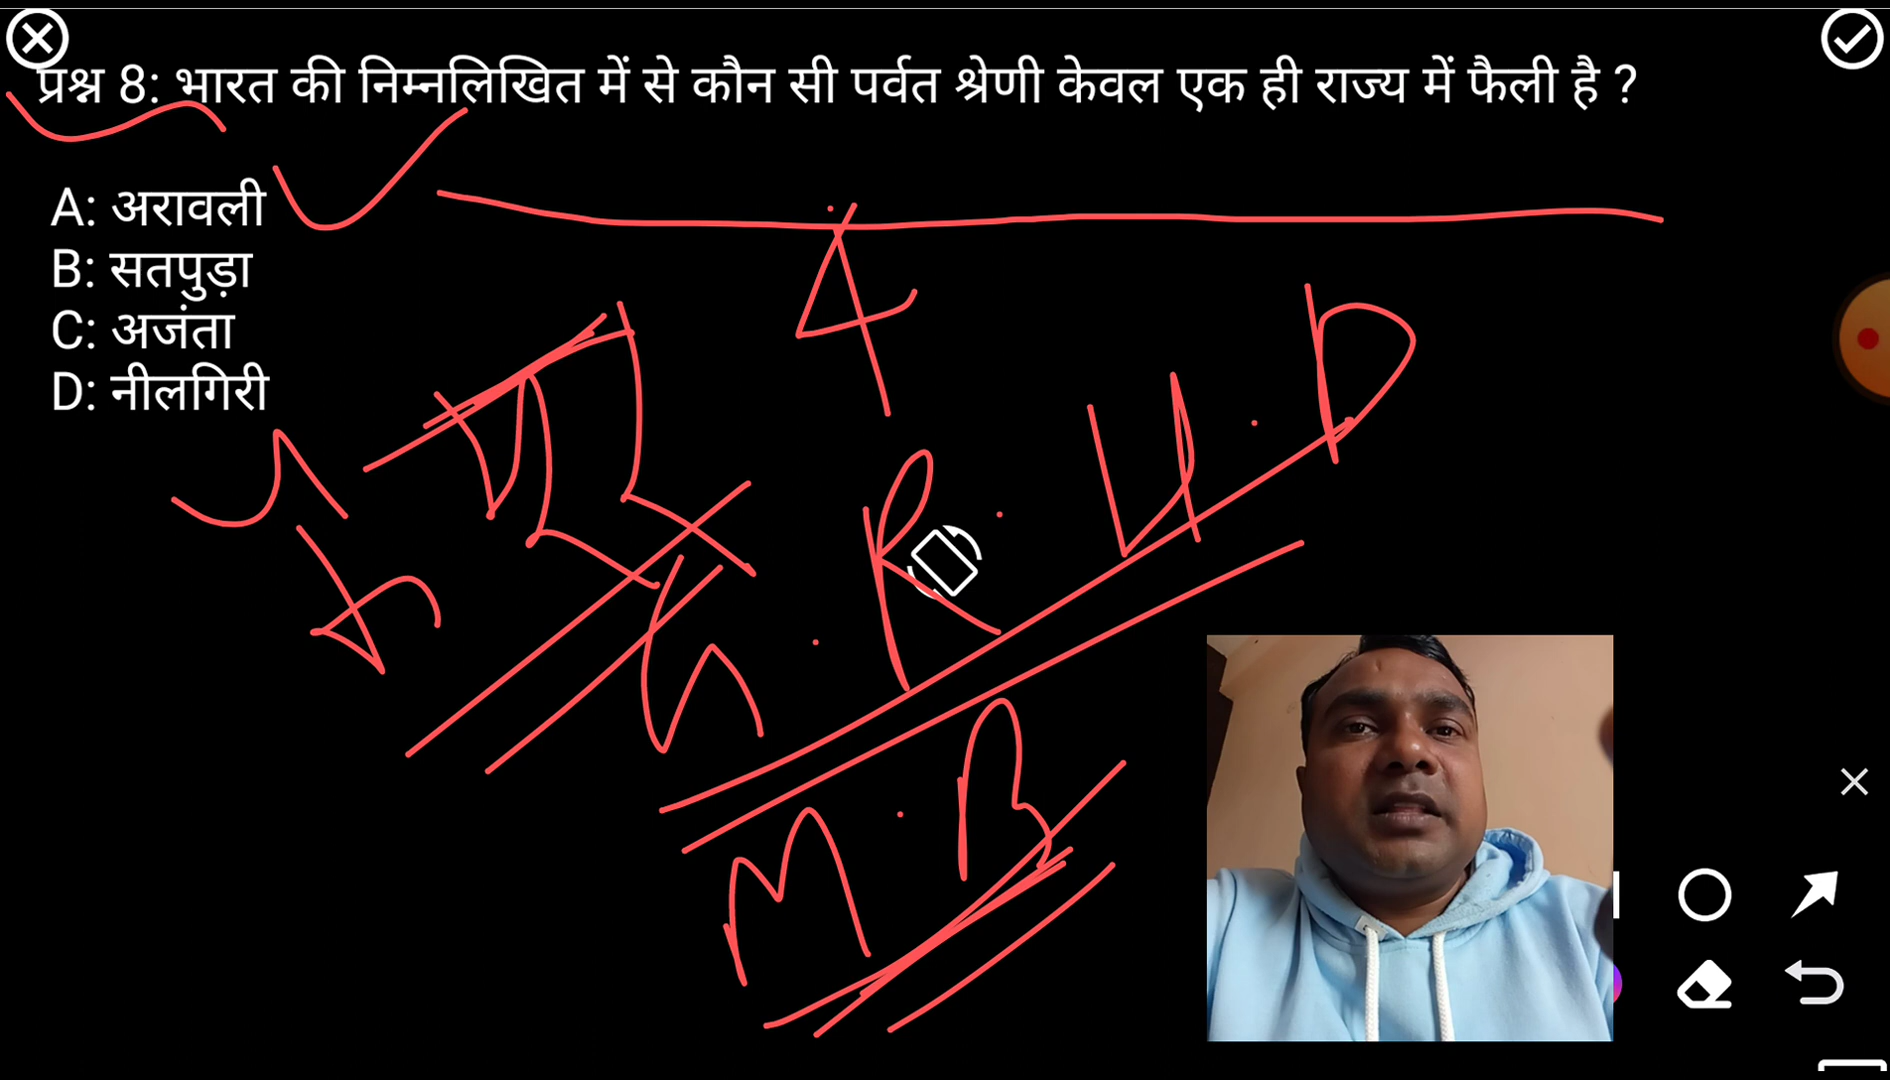 प्रश्न 8: भारत की निम्नलिखित में से कौन सी पर्वत श्रेणी केवल एक ही राज्य में फैली है ?
A: अरावली
B: सतपुड़ा
C: अजंता
D: नीलगिरी
4
R. U. P
M. B